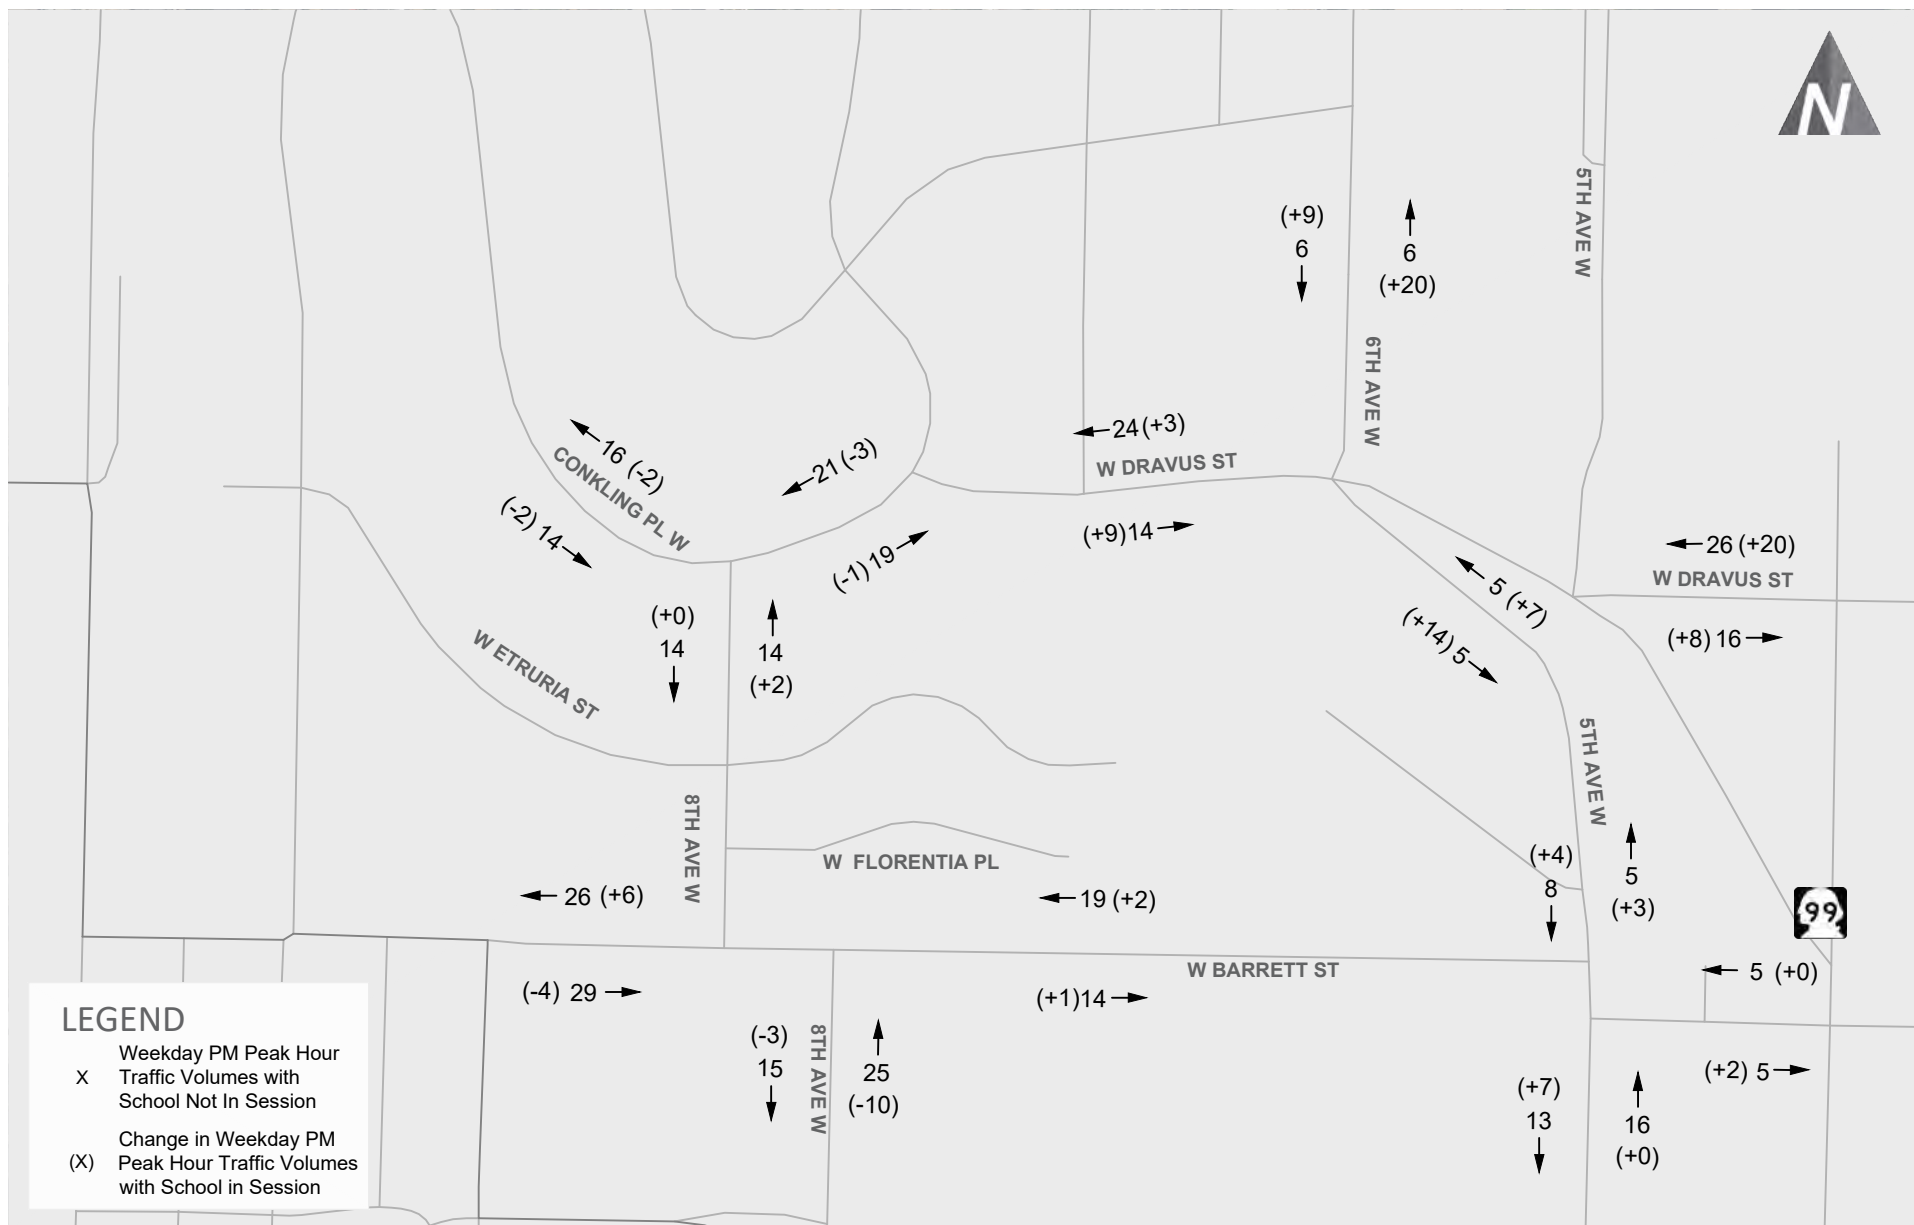 N
5TH AVE W
(+9)
6
6
(+20)
6TH AVE W
24 (+3)
W DRAVUS ST
(+9) 14
16 (-2)
CONKLING PL W
(-2) 14
21 (-3)
(-1) 19
26 (+20)
W DRAVUS ST
(+8) 16
5 (+7)
(+14) 5
(+0)
14
14
(+2)
W ETRURIA ST
5TH AVE W
8TH AVE W
W FLORENTIA PL
(+4)
8
5
(+3)
26 (+6)
19 (+2)
99
W BARRETT ST
5 (+0)
(-4) 29
(+1) 14
(-3)
15
8TH AVE W
25
(-10)
(+2) 5
(+7)
13
16
(+0)
LEGEND
Weekday PM Peak Hour
X Traffic Volumes with
School Not In Session
Change in Weekday PM
(X) Peak Hour Traffic Volumes
with School in Session